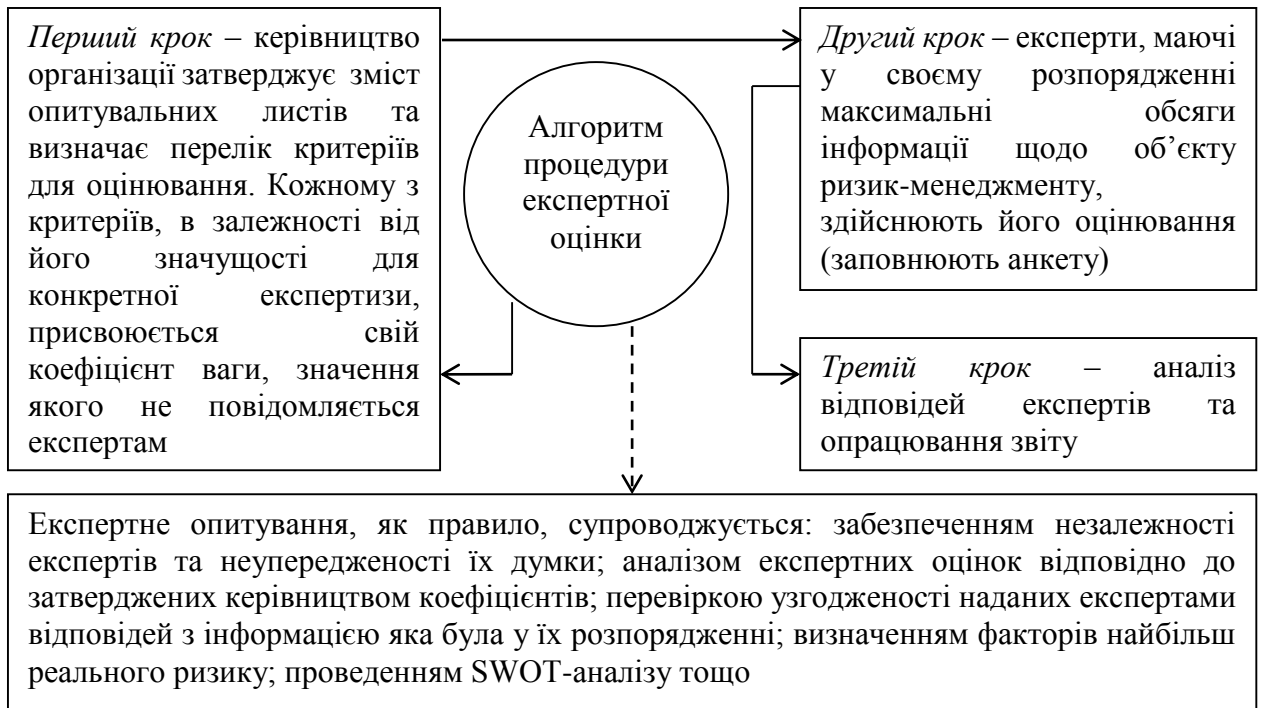 Перший крок – керівництво
організації затверджує зміст
опитувальних листів та
визначає перелік критеріїв
для оцінювання. Кожному з
критеріїв, в залежності від
його значущості для
конкретної експертизи,
присвоюється свій
коефіцієнт ваги, значення
якого не повідомляється
експертам
Алгоритм
процедури
експертної
оцінки
Другий крок – експерти, маючі
у своєму розпорядженні
максимальні обсяги
інформації щодо об’єкту
ризик-менеджменту,
здійснюють його оцінювання
(заповнюють анкету)
Третій крок – аналіз
відповідей експертів та
опрацювання звіту
Експертне опитування, як правило, супроводжується: забезпеченням незалежності
експертів та неупередженості їх думки; аналізом експертних оцінок відповідно до
затверджених керівництвом коефіцієнтів; перевіркою узгодженості наданих експертами
відповідей з інформацією яка була у їх розпорядженні; визначенням факторів найбільш
реального ризику; проведенням SWOT-аналізу тощо